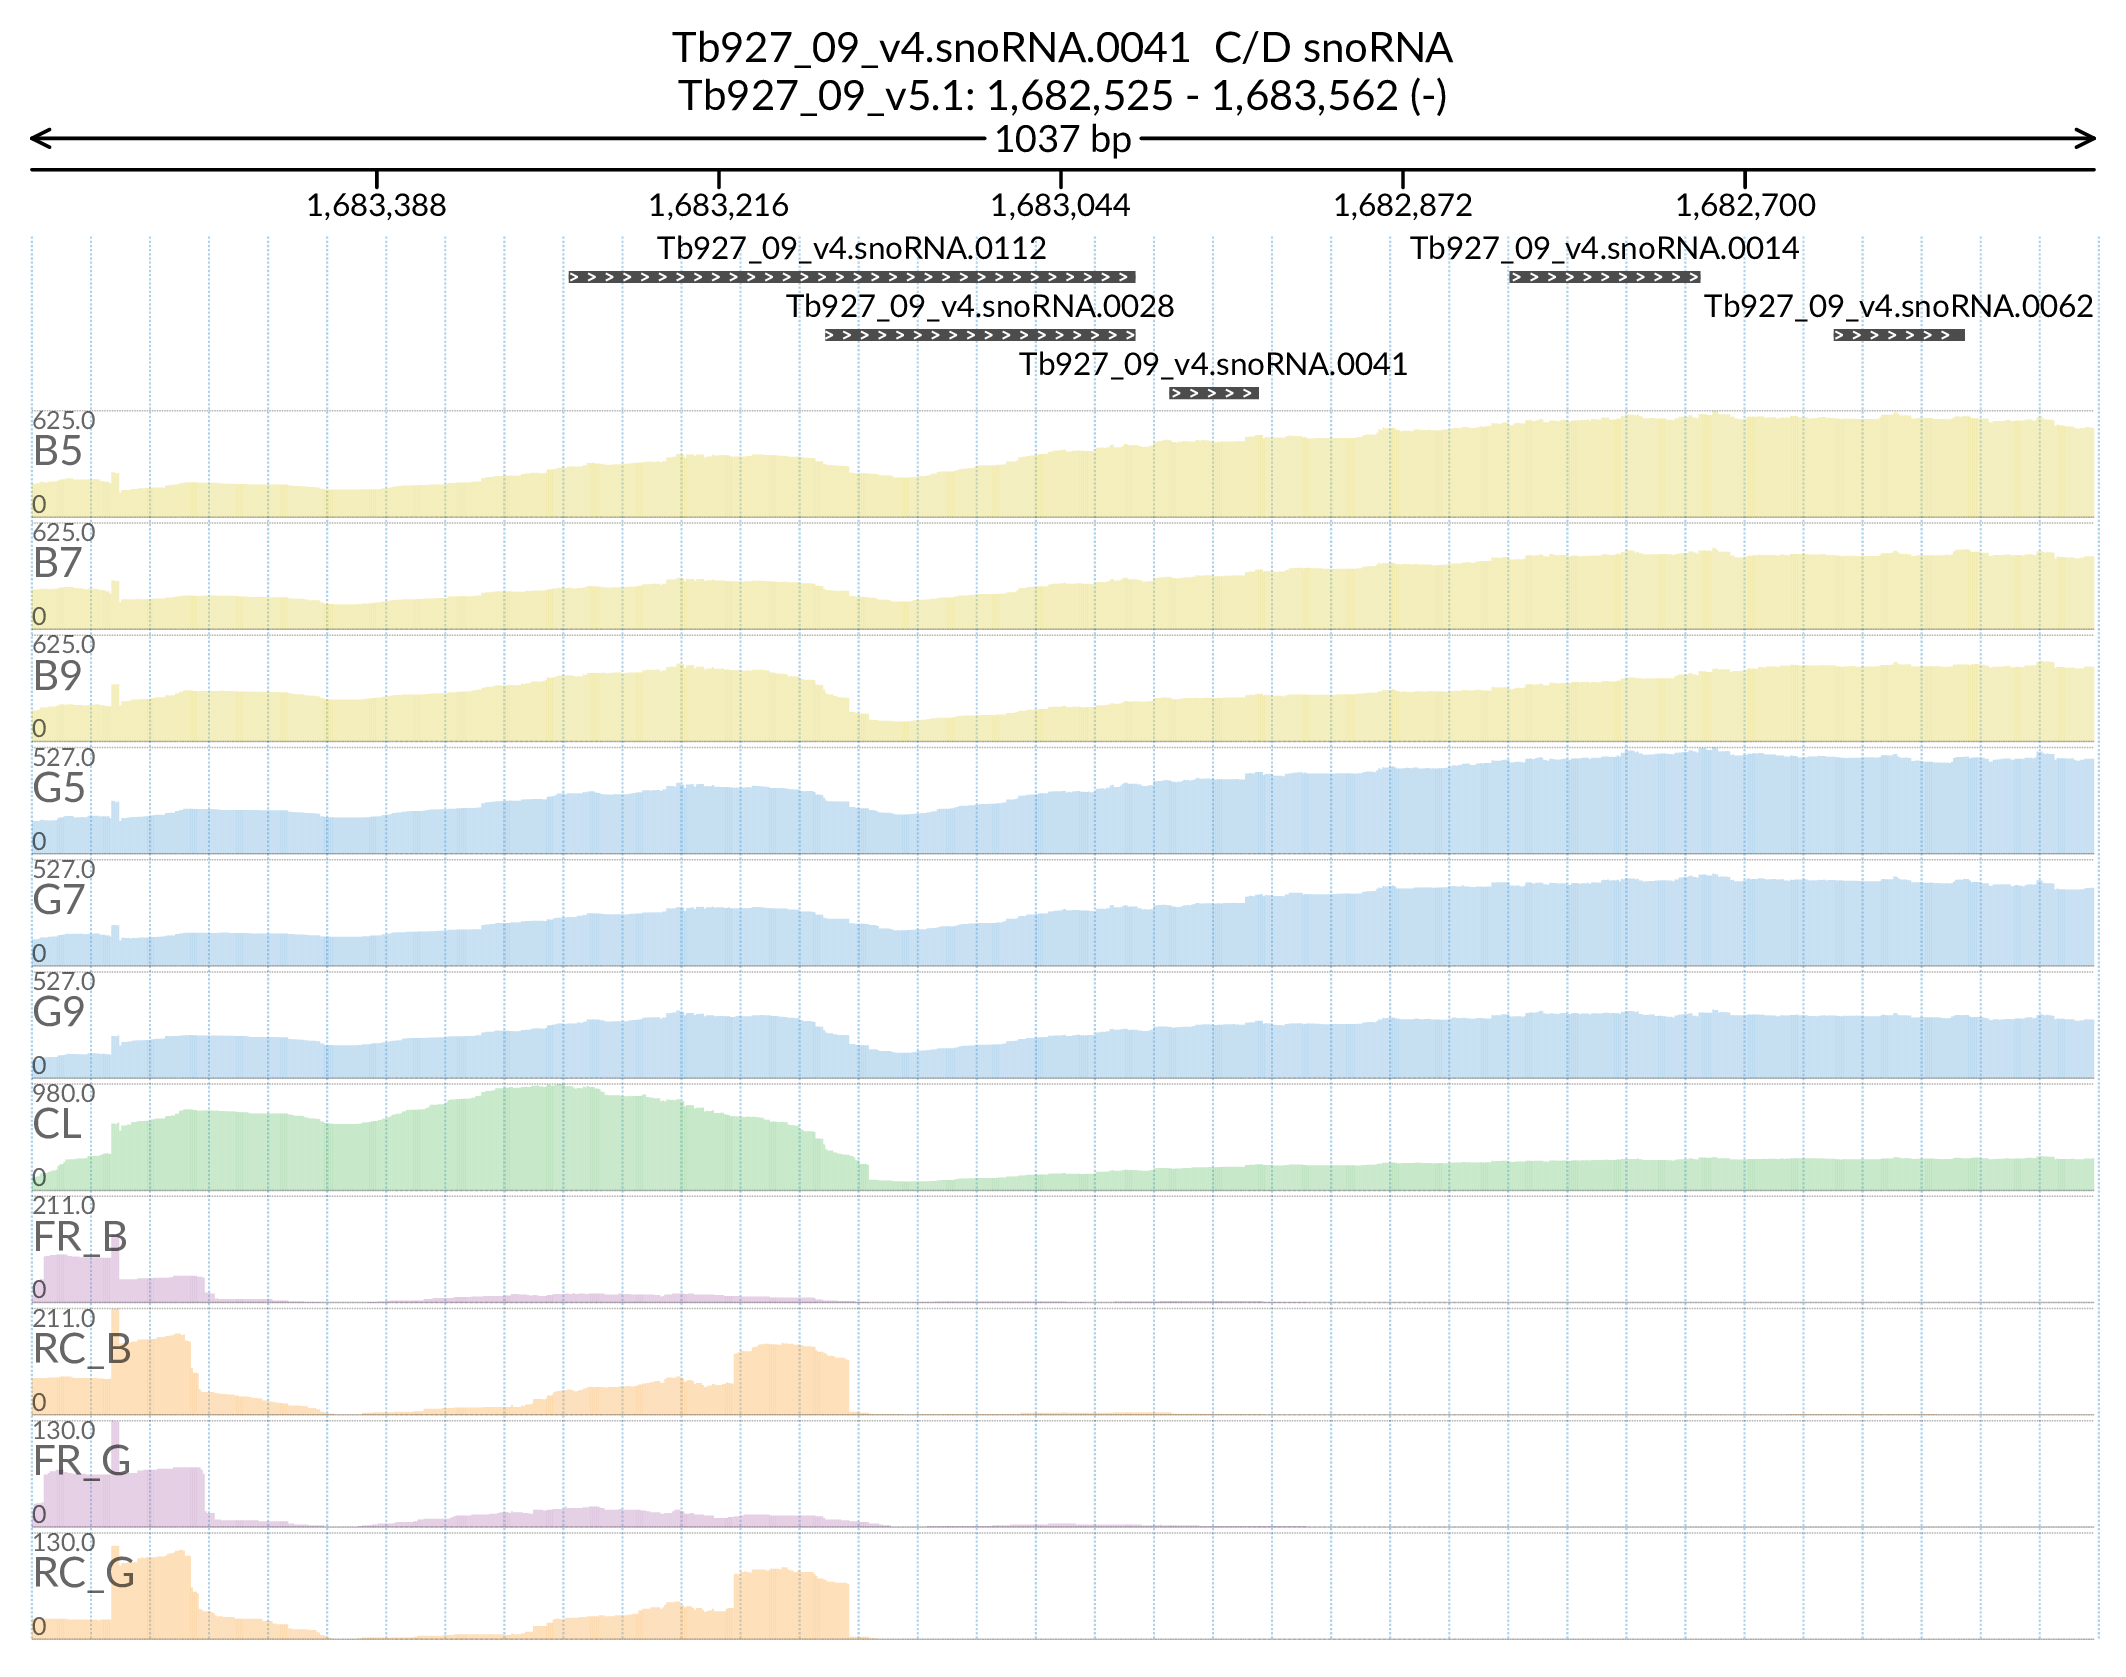 Tb927_09_v4.snoRNA.0041 C/D snoRNA
Tb927_09_v5.1: 1,682,525 - 1,683,562 (-)
1037 bp
1,683,388 1,683,216 1,683,044 1,682,872 1,682,700
Tb927_09_v4.snoRNA.0112 Tb927_09_v4.snoRNA.0014
Tb927_09_v4.snoRNA.0028 Tb927_09_v4.snoRNA.0062
Tb927_09_v4.snoRNA.0041
625.0
B5
0
625.0
B7
0
625.0
B9
0
527.0
G5
0
527.0
G7
0
527.0
G9
0
980.0
CL
0
211.0
FR_B
0
211.0
RC_B
0
130.0
FR_G
0
130.0
RC_G
0